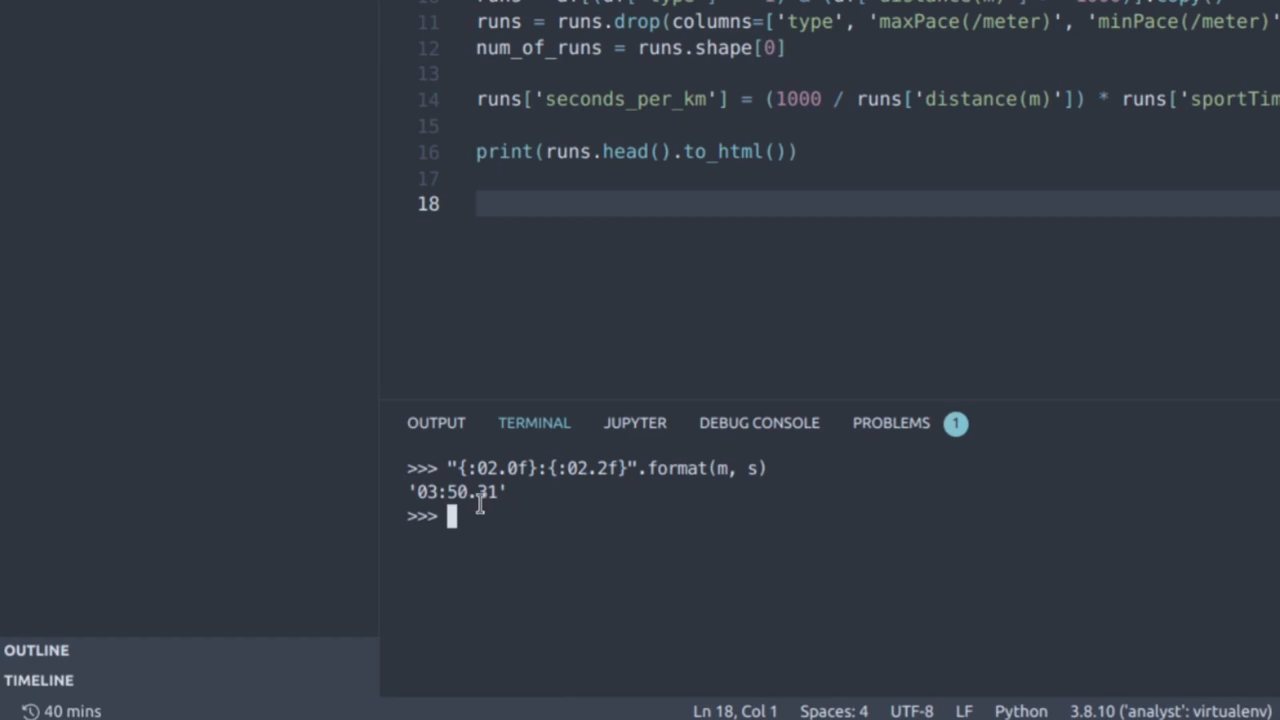 11 runs = runs.drop(columns=['type', 'maxPace(/meter)', 'minPace(/meter)'
12 num_of_runs = runs.shape[0]
13
14 runs['seconds_per_km'] = (1000 / runs['distance(m)']) * runs['sportTim
15
16 print(runs.head().to_html())
17
18
OUTPUT TERMINAL JUPYTER DEBUG CONSOLE PROBLEMS 1
>>> "{:02.0f}:{:02.2f}".format(m, s)
'03:50.31'
>>>
OUTLINE
TIMELINE
40 mins Ln 18, Col 1 Spaces: 4 UTF-8 LF Python 3.8.10 ('analyst': virtualenv)